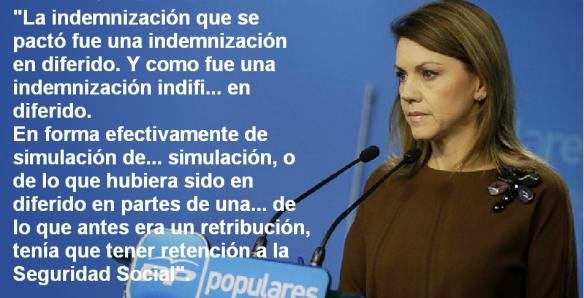 "La indemnización que se
pactó fue una indemnización
en diferido. Y como fue una
indemnización indifi... en
diferido.
En forma efectivamente de
simulación de... simulación, o
de lo que hubiera sido en
diferido en partes de una... de
lo que antes era un retribución,
tenía que tener retención a la
Seguridad Social".
populares
populares